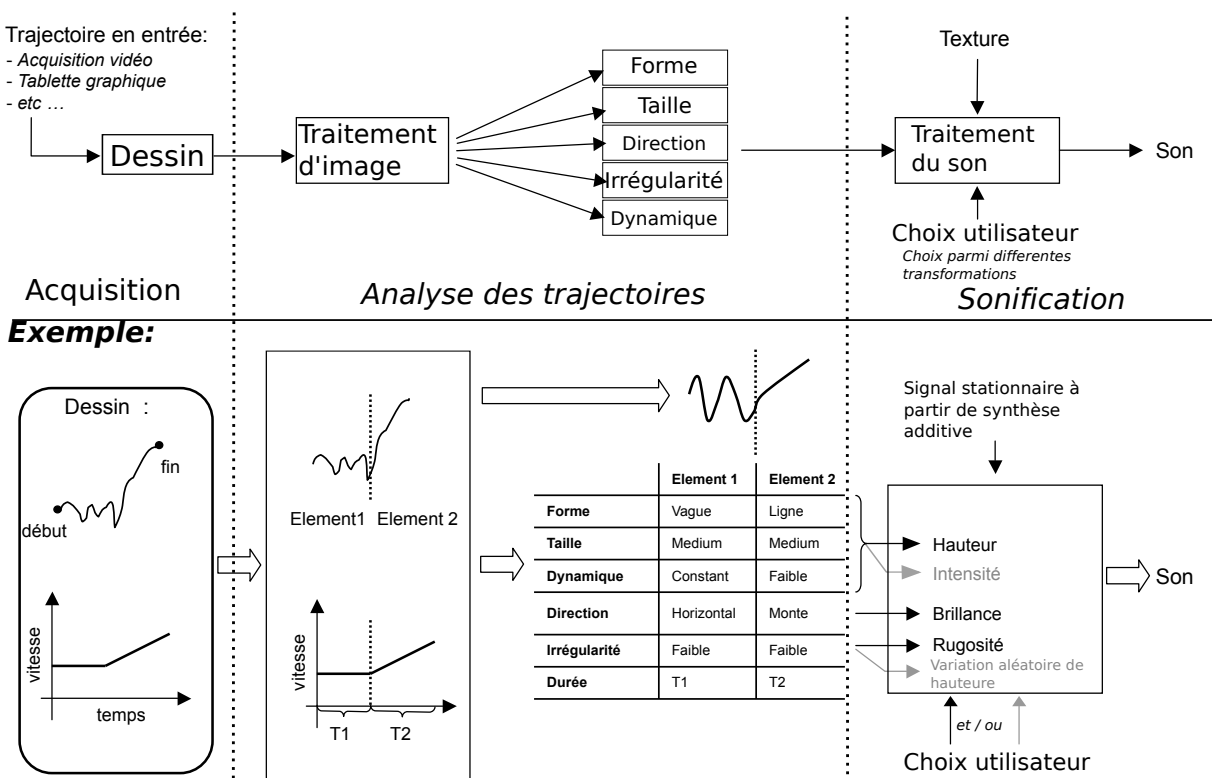 Trajectoire en entrée:
- Acquisition vidéo
- Tablette graphique
- etc …
Dessin
Traitement
d'image
Forme
Taille
Direction
Irrégularité
Dynamique
Texture
Traitement
du son
Son
Choix utilisateur
Choix parmi differentes
transformations
Acquisition
Analyse des trajectoires
Sonification
Exemple:
Dessin :
début
fin
vitesse
temps
Element1 Element 2
vitesse
T1 T2
Element 1 Element 2
Forme Vague Ligne
Taille Medium Medium
Dynamique Constant Faible
Direction Horizontal Monte
Irrégularité Faible Faible
Durée T1 T2
Signal stationnaire à
partir de synthèse
additive
Hauteur
Intensité
Brillance
Rugosité
Variation aléatoire de
hauteure
Son
et / ou
Choix utilisateur